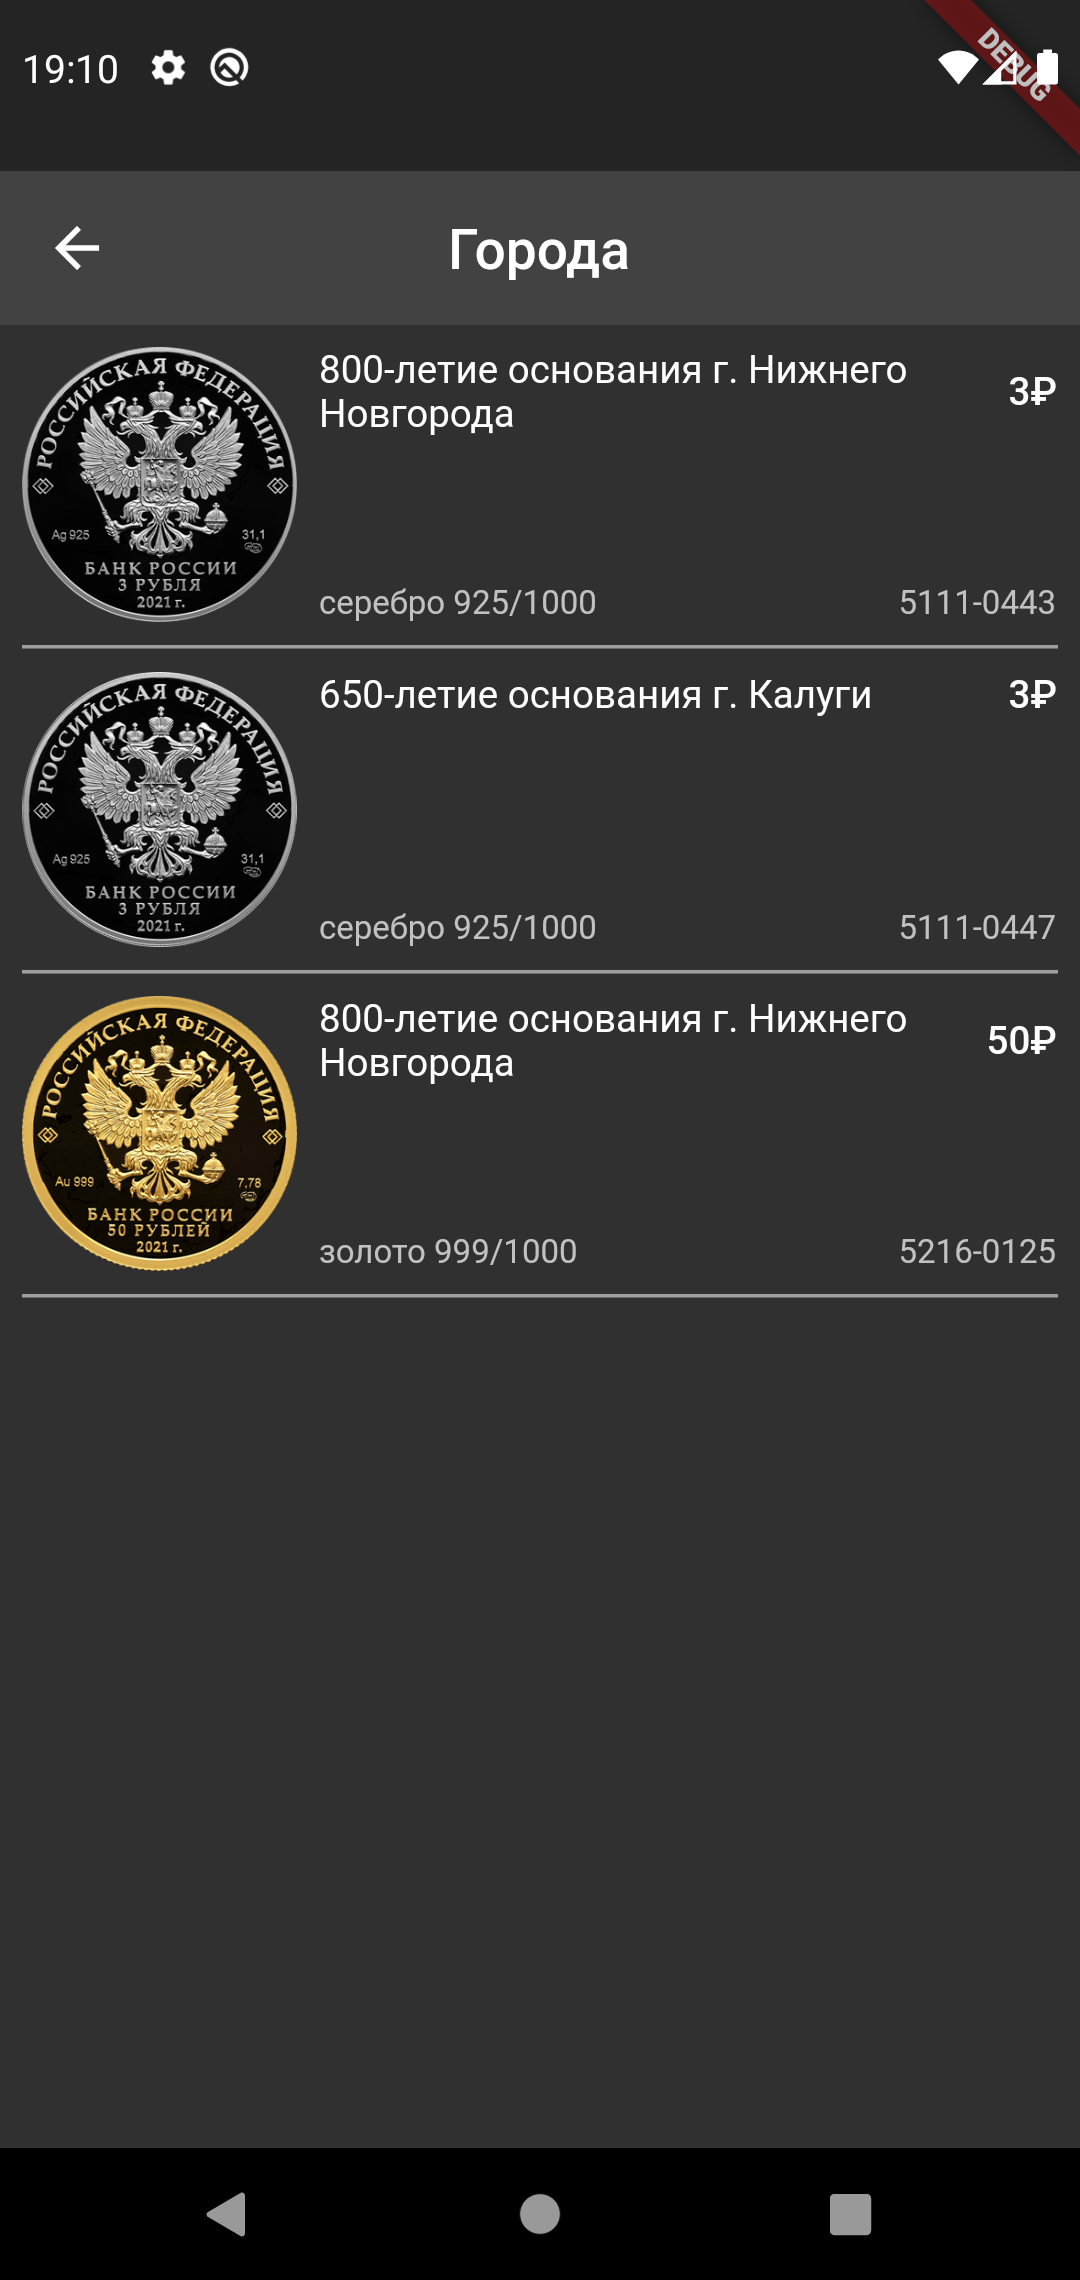 19:10
DEBUG
Города
РОССИЙСКАЯ ФЕДЕРАЦИЯ
Ag 925
31,1
БАНК РОССИИ
3 РУБЛЯ
2021 г.
800-летие основания г. Нижнего
Новгорода
3₽
серебро 925/1000
5111-0443
РОССИЙСКАЯ ФЕДЕРАЦИЯ
Ag 925
31,1
БАНК РОССИИ
3 РУБЛЯ
2021 г.
650-летие основания г. Калуги
3₽
серебро 925/1000
5111-0447
РОССИЙСКАЯ ФЕДЕРАЦИЯ
Au 999
7,78
БАНК РОССИИ
50 РУБЛЕЙ
2021 г.
800-летие основания г. Нижнего
Новгорода
50₽
золото 999/1000
5216-0125